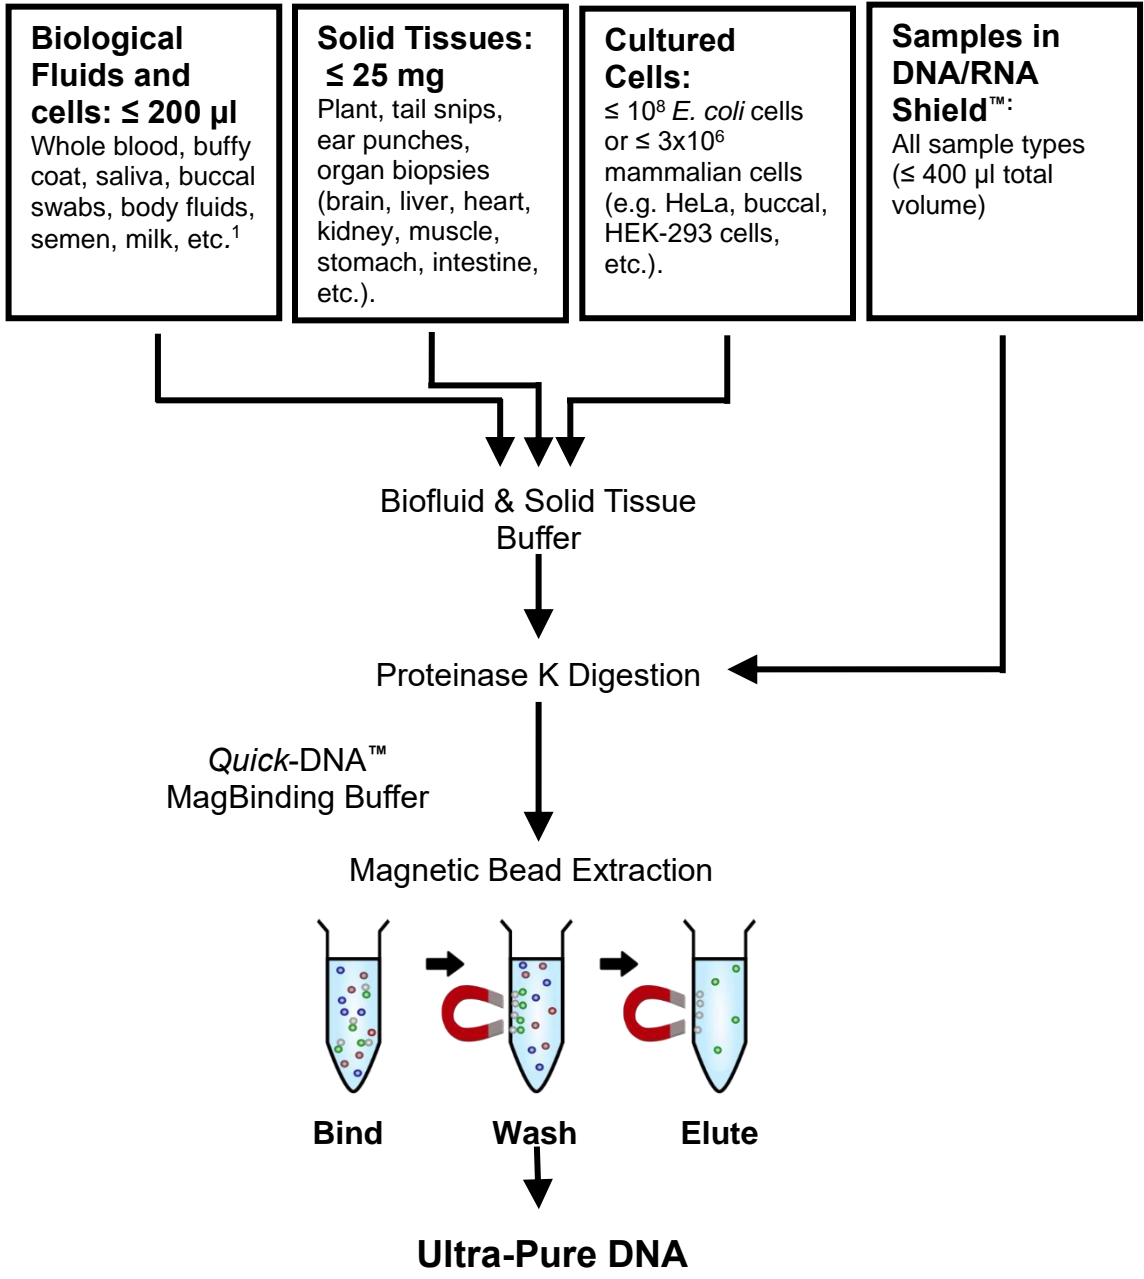 Biological
Fluids and
cells: ≤ 200 µl
Whole blood, buffy
coat, saliva, buccal
swabs, body fluids,
semen, milk, etc.¹
Solid Tissues:
≤ 25 mg
Plant, tail snips,
ear punches,
organ biopsies
(brain, liver, heart,
kidney, muscle,
stomach, intestine,
etc.).
Cultured
Cells:
≤ 10⁸ E. coli cells
or ≤ 3x10⁶
mammalian cells
(e.g. HeLa, buccal,
HEK-293 cells,
etc.).
Samples in
DNA/RNA
Shield™:
All sample types
(≤ 400 µl total
volume)
Biofluid & Solid Tissue
Buffer
Proteinase K Digestion
Quick-DNA™
MagBinding Buffer
Magnetic Bead Extraction
Bind
Wash
Elute
Ultra-Pure DNA